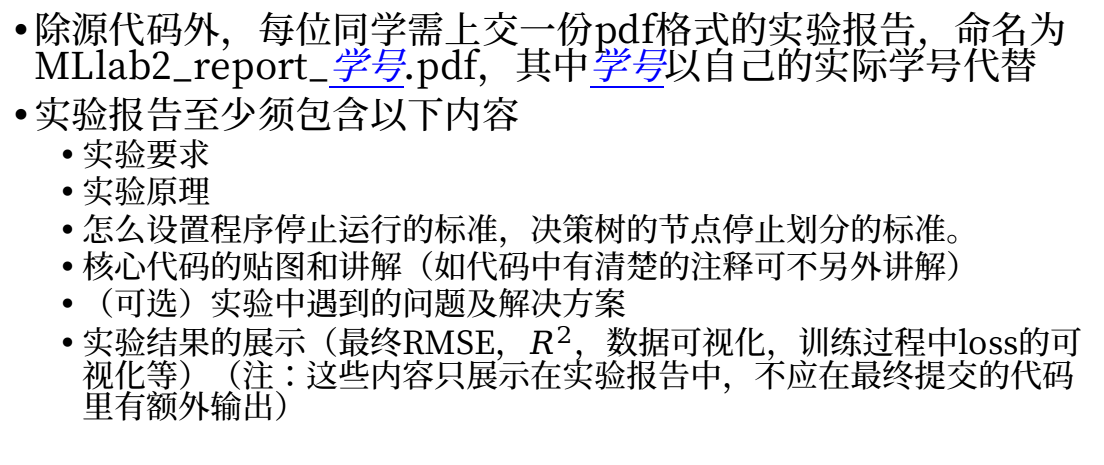 •除源代码外，每位同学需上交一份pdf格式的实验报告，命名为
MLlab2_report_学号.pdf，其中学号以自己的实际学号代替
•实验报告至少须包含以下内容
•实验要求
•实验原理
•怎么设置程序停止运行的标准，决策树的节点停止划分的标准。
•核心代码的贴图和讲解（如代码中有清楚的注释可不另外讲解）
•（可选）实验中遇到的问题及解决方案
•实验结果的展示（最终RMSE，R²，数据可视化，训练过程中loss的可
视化等）（注：这些内容只展示在实验报告中，不应在最终提交的代码
里有额外输出）